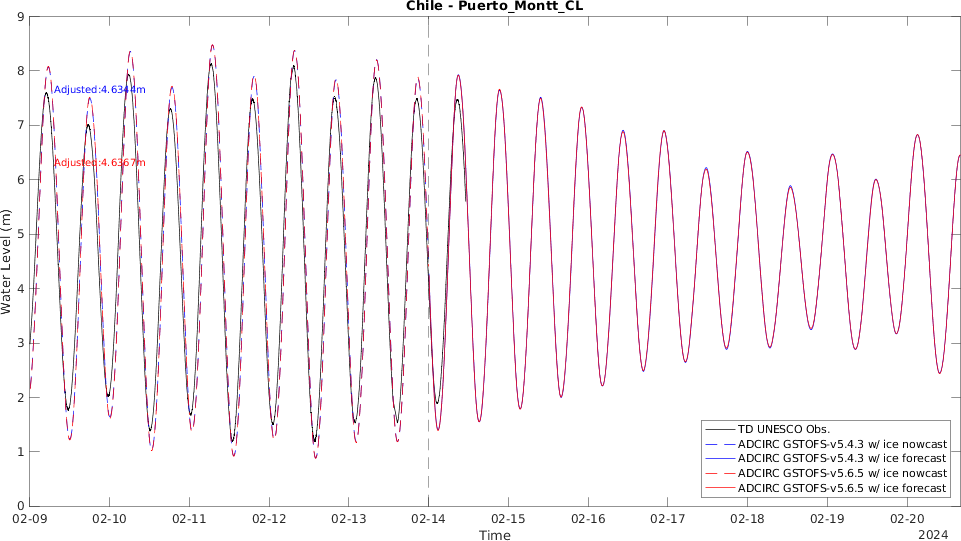 Chile - Puerto_Montt_CL
9
8
7
6
5
4
3
2
1
0
Water Level (m)
Adjusted:4.6344m
Adjusted:4.6367m
TD UNESCO Obs.
ADCIRC GSTOFS-v5.4.3 w/ ice nowcast
ADCIRC GSTOFS-v5.4.3 w/ ice forecast
ADCIRC GSTOFS-v5.6.5 w/ ice nowcast
ADCIRC GSTOFS-v5.6.5 w/ ice forecast
02-09 02-10 02-11 02-12 02-13 02-14 02-15 02-16 02-17 02-18 02-19 02-20
Time
2024